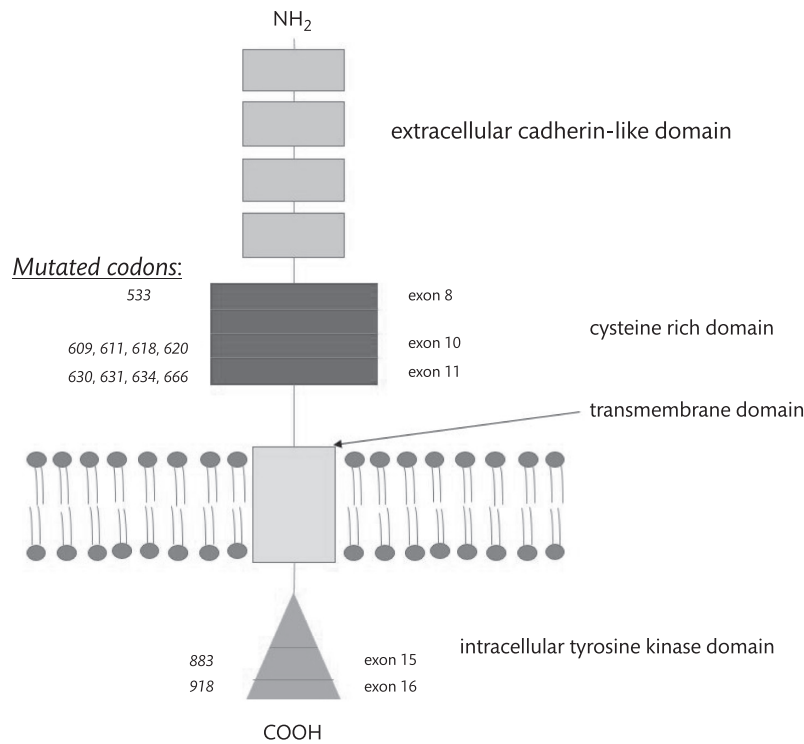 NH2
extracellular cadherin-like domain
Mutated codons:
533
exon 8
cysteine rich domain
609, 611, 618, 620
exon 10
630, 631, 634, 666
exon 11
transmembrane domain
intracellular tyrosine kinase domain
883
exon 15
918
exon 16
COOH